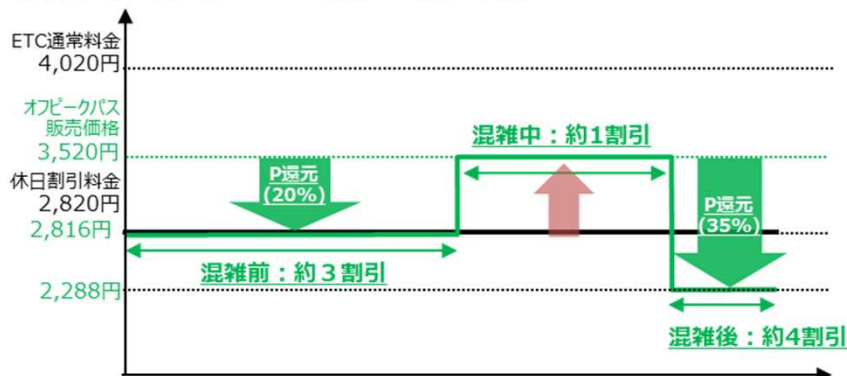 ETC通常料金
4,020円
オフピークパス
販売価格
3,520円
混雑中：約1割引
休日割引料金
2,820円
P還元
(20%)
P還元
(35%)
2,816円
混雑前：約３割引
2,288円
混雑後：約4割引